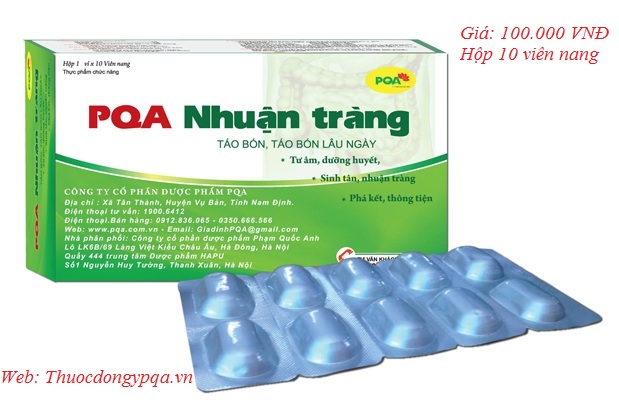 Giá: 100.000 VNĐ
Hộp 10 viên nang
Hộp 1 vỉ x 10 Viên nang
Thực phẩm chức năng
PQA
PQA Nhuận tràng
TÁO BÓN, TÁO BÓN LÂU NGÀY
• Tư âm, dưỡng huyết,
• Sinh tân, nhuận tràng
• Phá kết, thông tiện
CÔNG TY CỔ PHẦN DƯỢC PHẨM PQA
Địa chỉ : Xã Tân Thành, Huyện Vụ Bản, Tỉnh Nam Định.
Điện thoại tư vấn: 1900.6412
Điện thoại.Bán hàng: 0912.836.065 - 0350.666.566
Web: www.pqa.com.vn - Email: GiadinhPQA@gmail.com
Nhà phân phối: Công ty cổ phần dược phẩm Phạm Quốc Anh
Lô LK6B/69 Làng Việt Kiều Châu Âu, Hà Đông, Hà Nội
Quầy 444 trung tâm Dược phẩm HAPU
Số1 Nguyễn Huy Tưởng, Thanh Xuân, Hà Nội
VẤN KHÁC
Web: Thuocdongypqa.vn